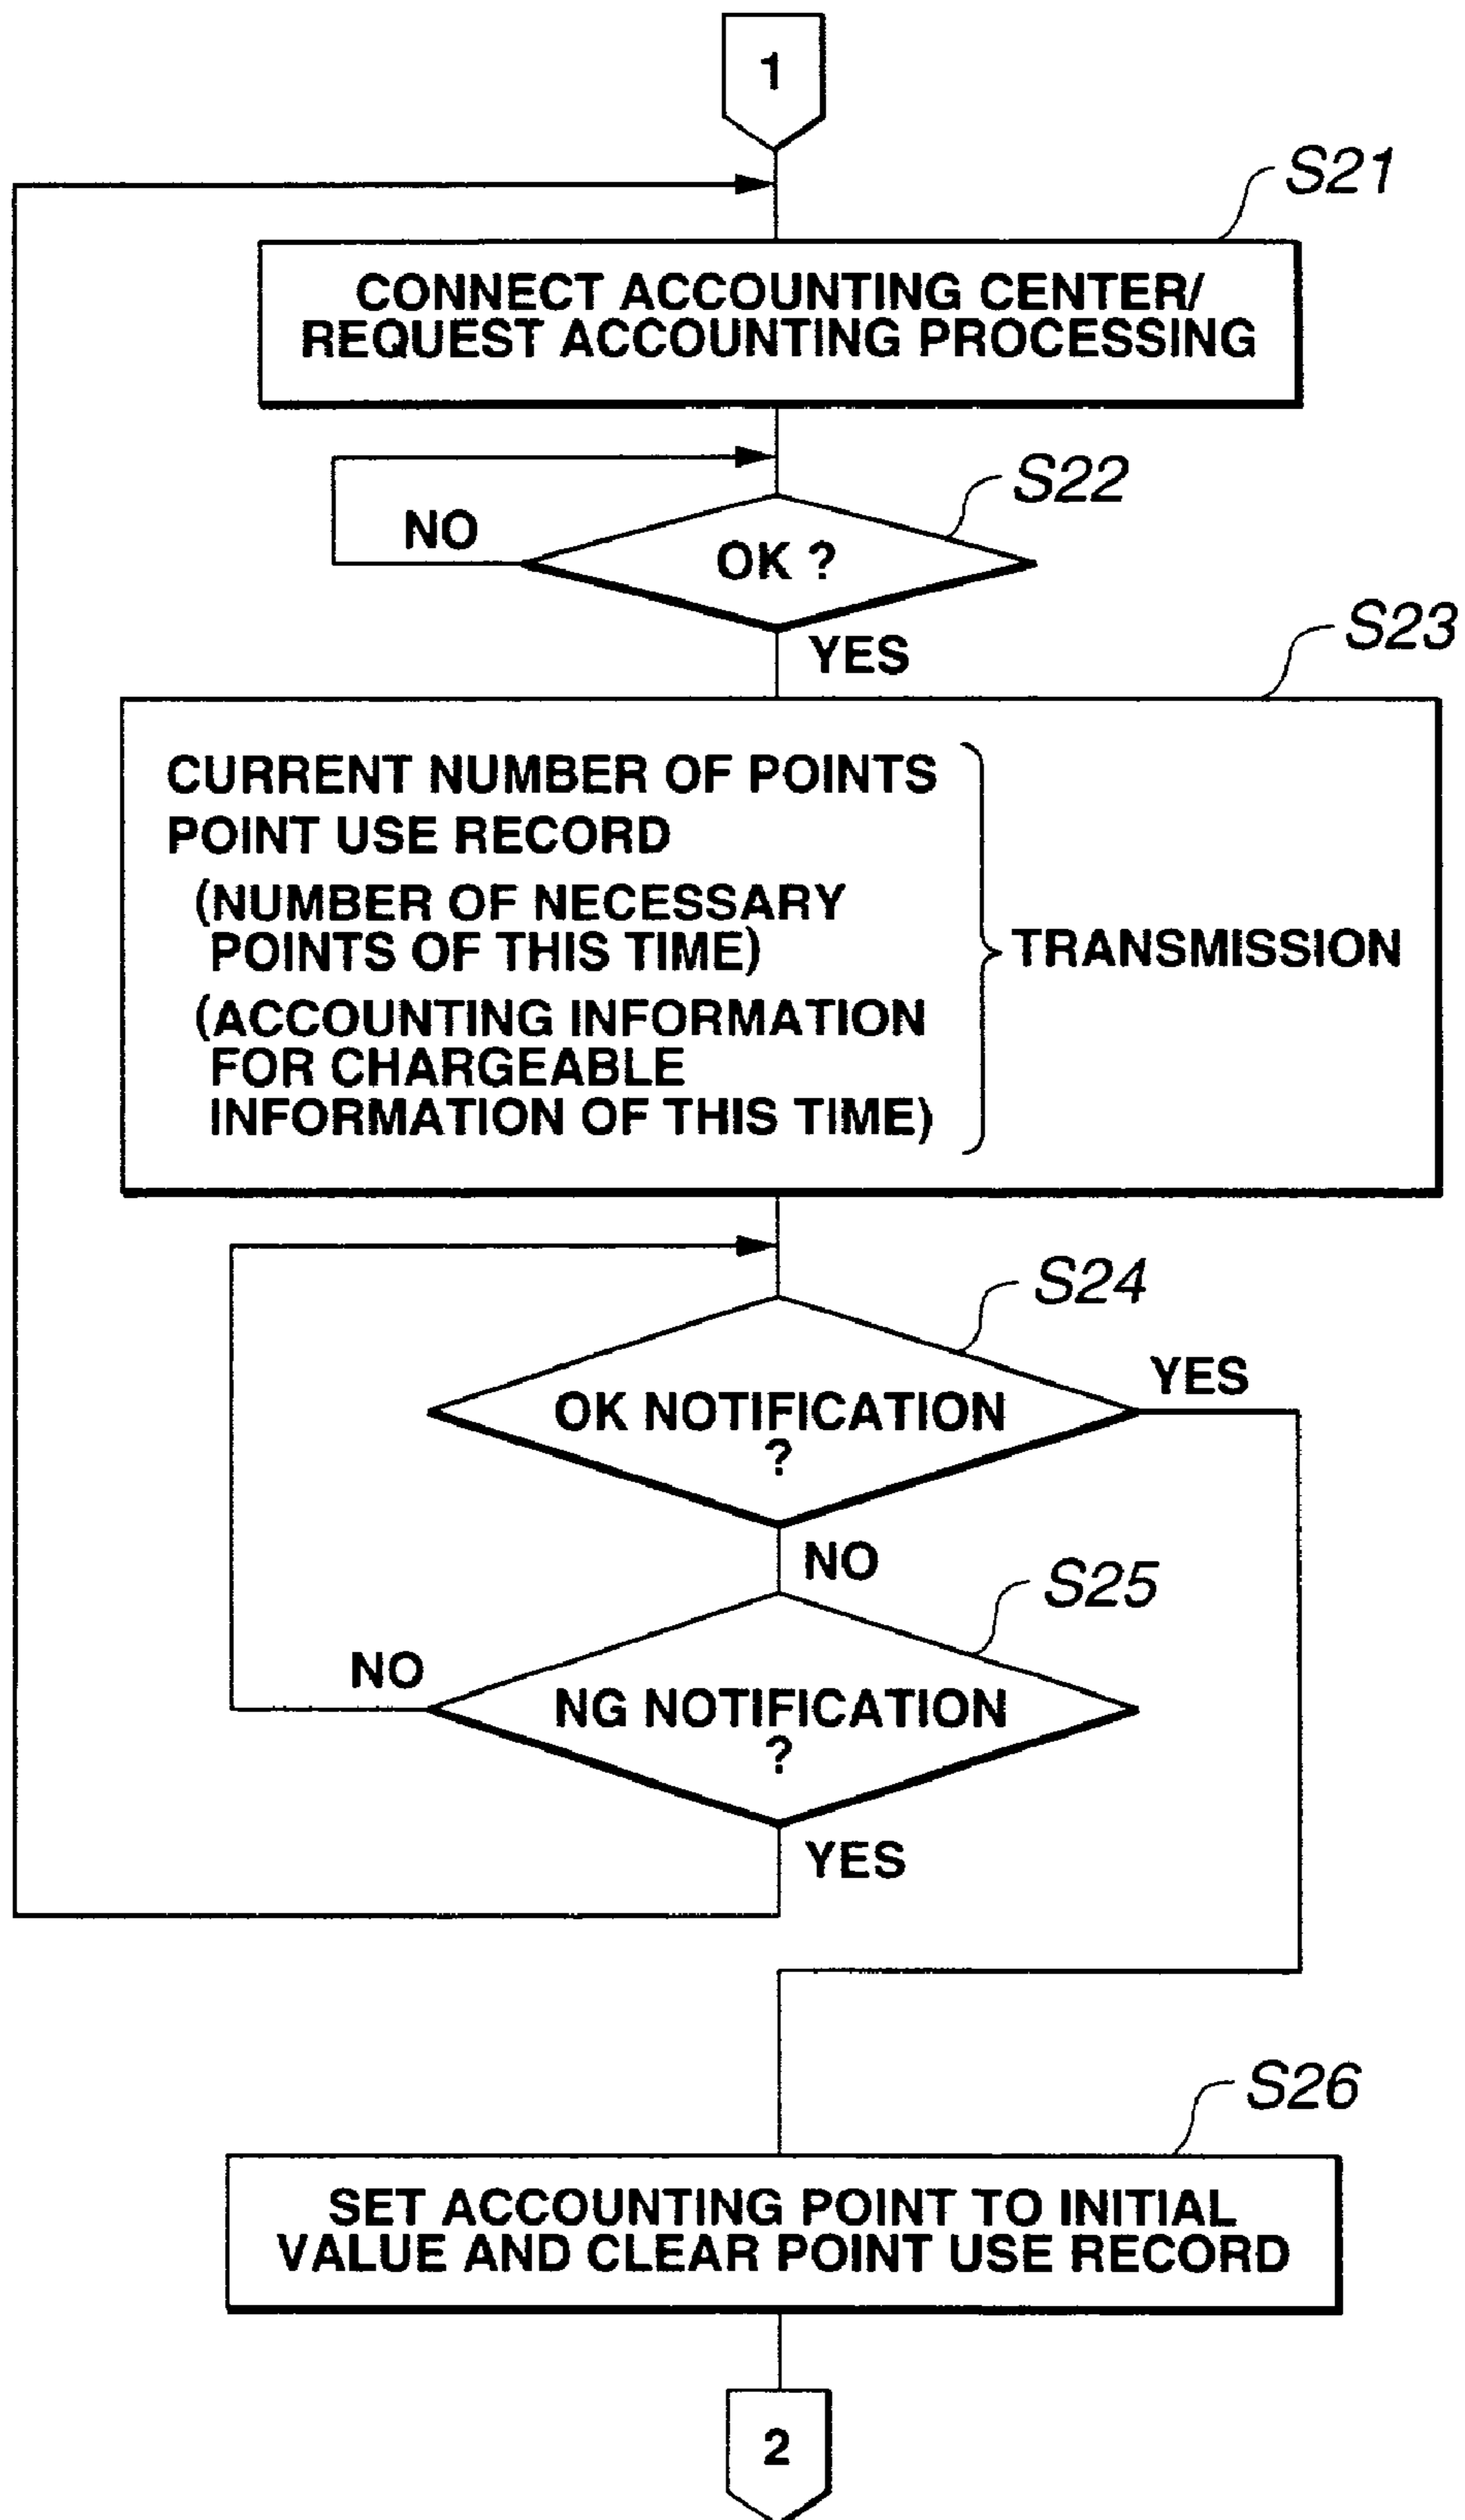 1
S21
CONNECT ACCOUNTING CENTER/
REQUEST ACCOUNTING PROCESSING
S22
NO
OK ?
YES
S23
CURRENT NUMBER OF POINTS
POINT USE RECORD
(NUMBER OF NECESSARY
POINTS OF THIS TIME)
TRANSMISSION
(ACCOUNTING INFORMATION
FOR CHARGEABLE
INFORMATION OF THIS TIME)
S24
YES
OK NOTIFICATION
?
NO
S25
NO
NG NOTIFICATION
?
YES
S26
SET ACCOUNTING POINT TO INITIAL
VALUE AND CLEAR POINT USE RECORD
2